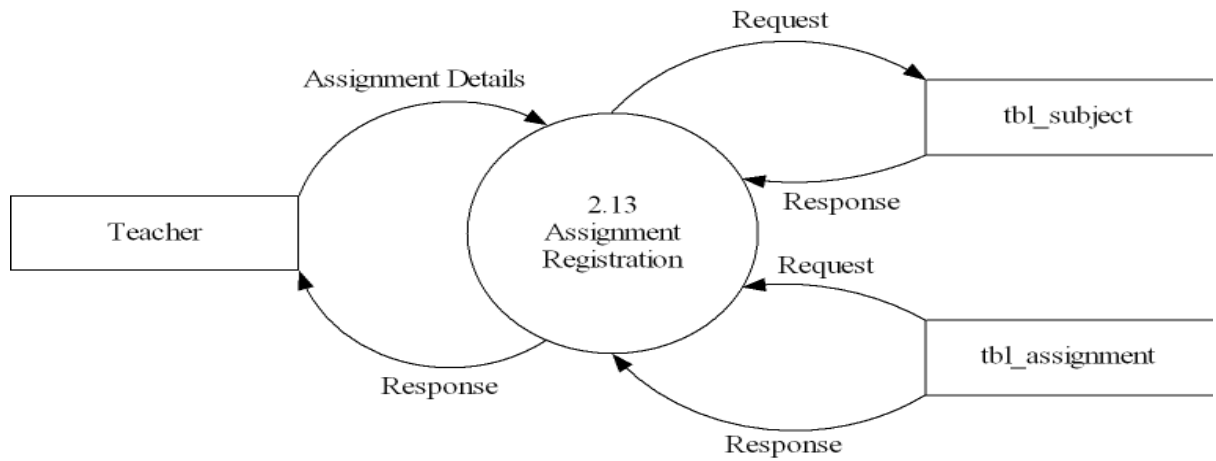 Request
Assignment Details
tbl_subject
Response
2.13
Assignment
Registration
Teacher
Request
tbl_assignment
Response
Response